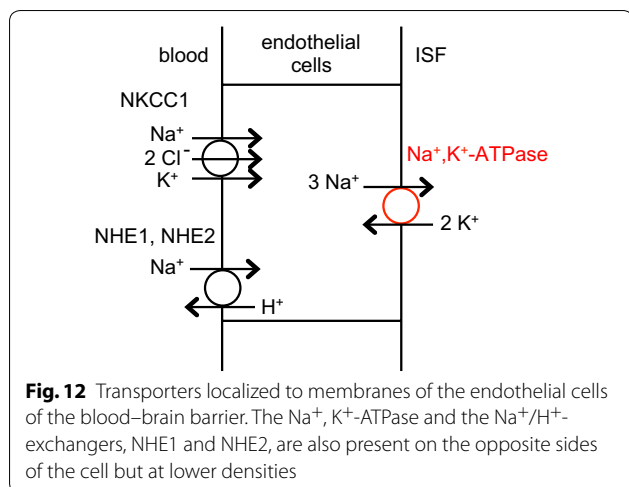 blood
endothelial
cells
ISF
NKCC1
Na⁺
2 Cl⁻
K⁺
Na⁺,K⁺-ATPase
3 Na⁺
2 K⁺
NHE1, NHE2
Na⁺
H⁺
Fig. 12 Transporters localized to membranes of the endothelial cells
of the blood–brain barrier. The Na⁺, K⁺-ATPase and the Na⁺/H⁺-
exchangers, NHE1 and NHE2, are also present on the opposite sides
of the cell but at lower densities